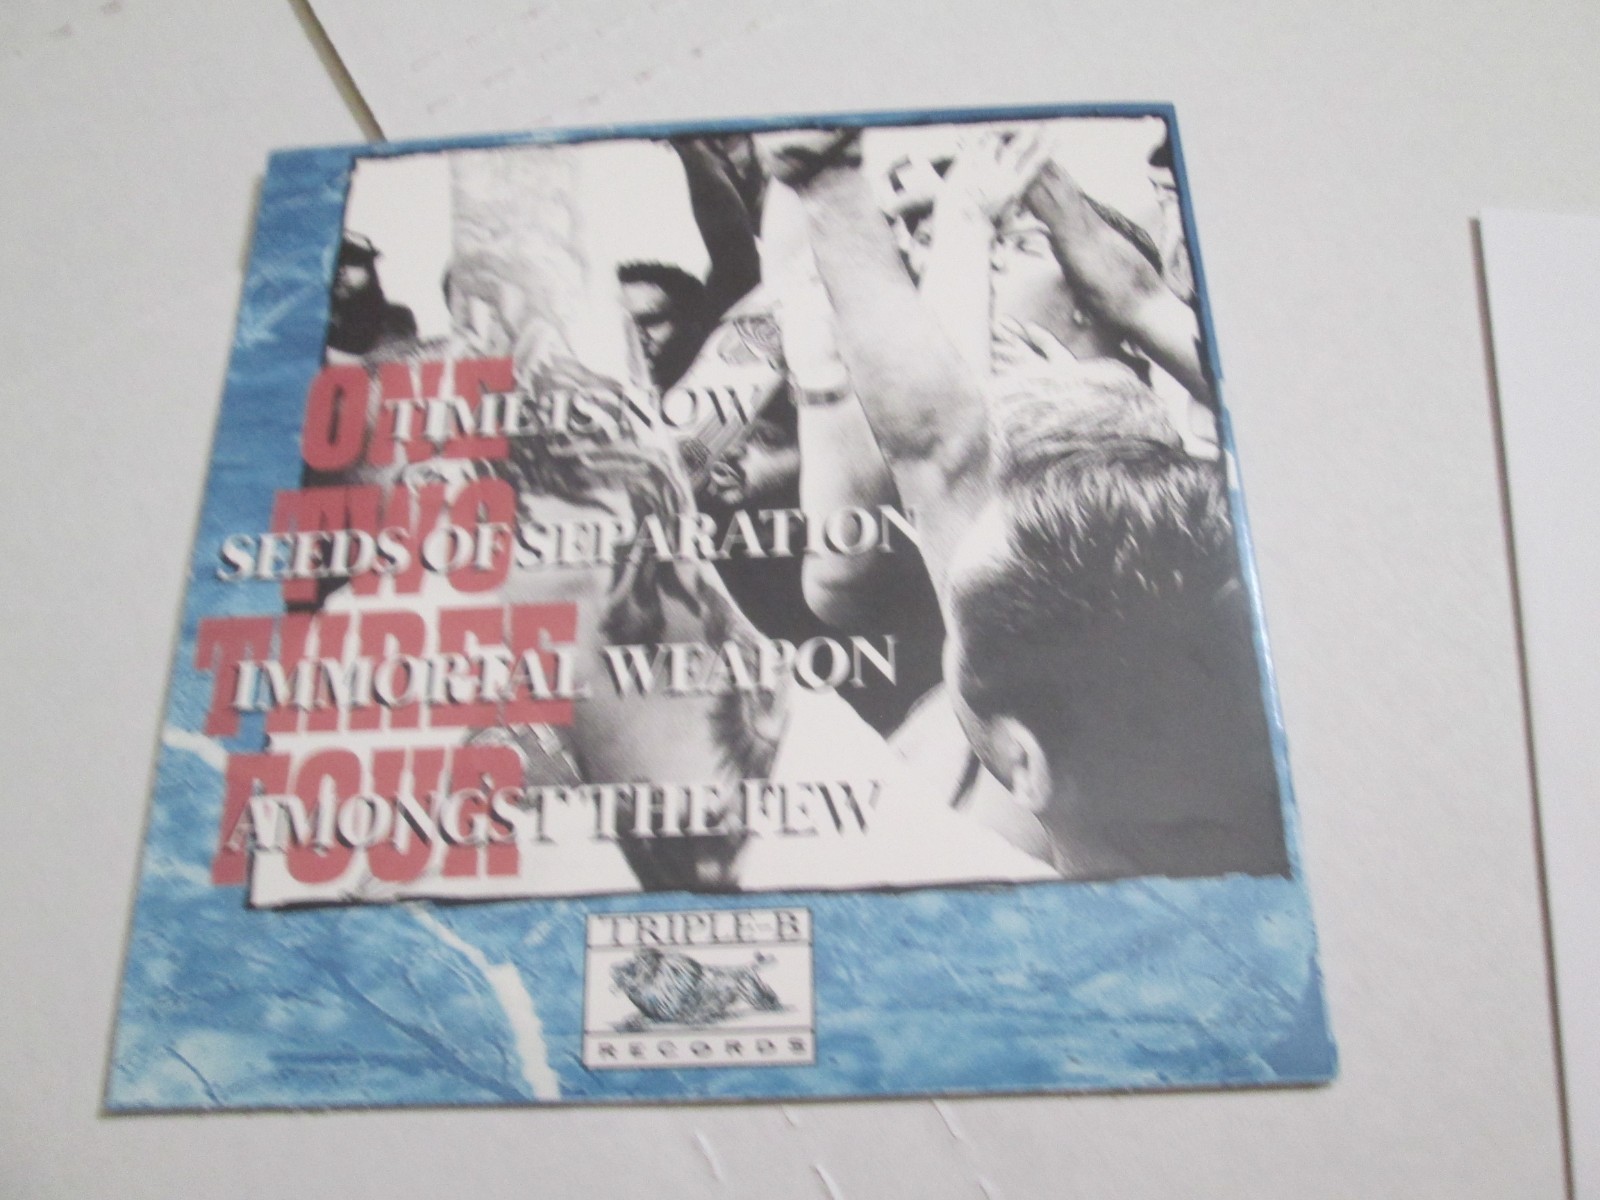 ONE
TIME IS NOW
TWO
SEEDS OF SEPARATION
THREE
IMMORTAL WEAPON
FOUR
AMONGST THE FEW
TRIPLE-B
RECORDS